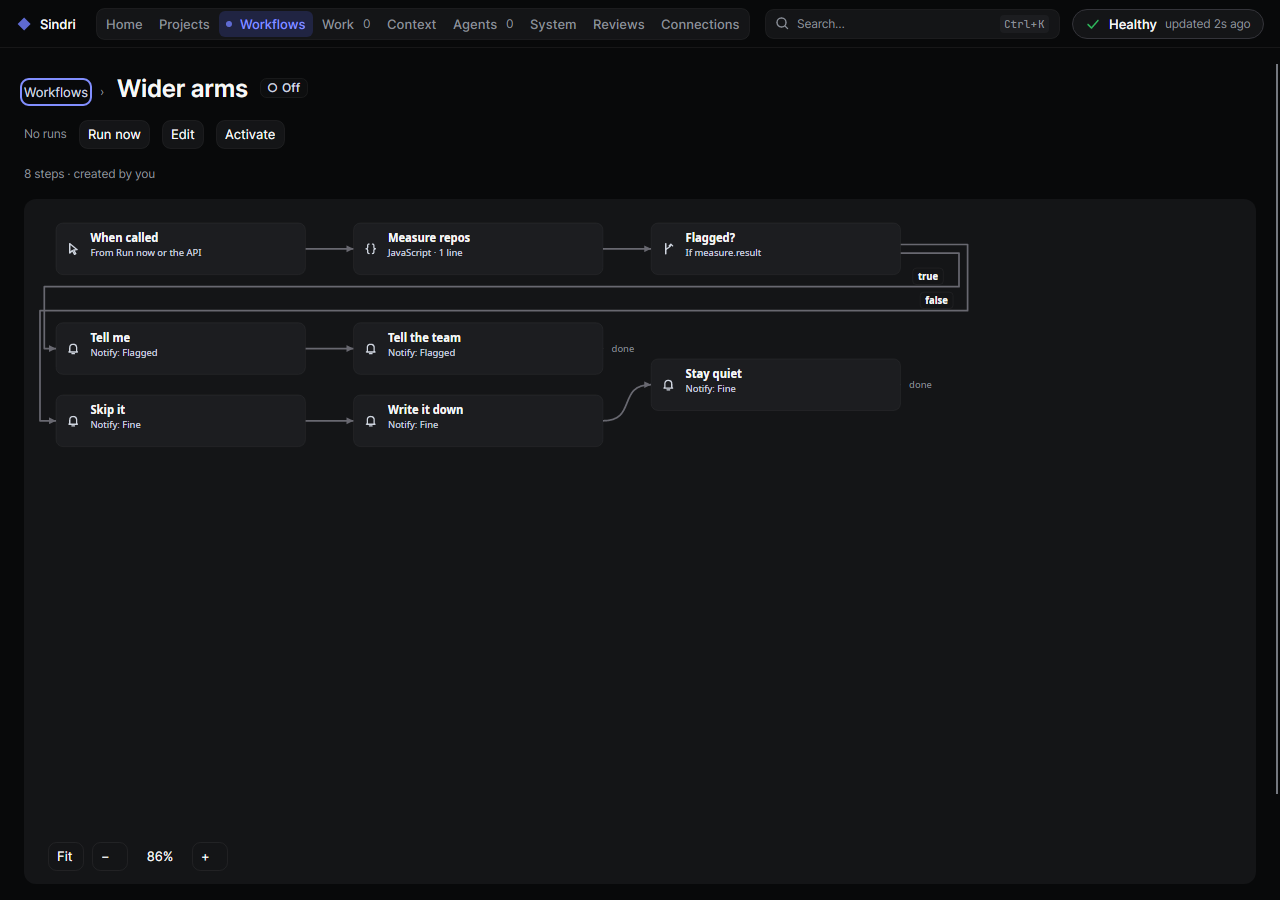 Sindri
Home Projects Workflows Work 0 Context Agents 0 System Reviews Connections
Search... Ctrl+K
Healthy updated 2s ago
Workflows › Wider arms Off
No runs Run now Edit Activate
8 steps · created by you
When called
From Run now or the API
Measure repos
JavaScript · 1 line
Flagged?
If measure.result
true
false
Tell me
Notify: Flagged
Tell the team
Notify: Flagged
done
Stay quiet
Notify: Fine
done
Skip it
Notify: Fine
Write it down
Notify: Fine
Fit − 86% +